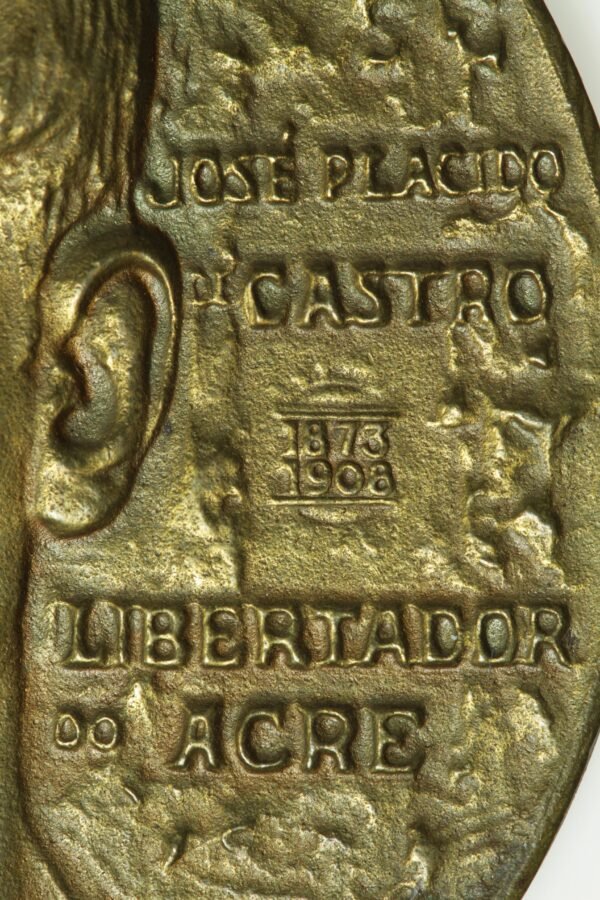 JOSÉ PLACIDO
DE CASTRO
1873
1908
LIBERTADOR
DO ACRE